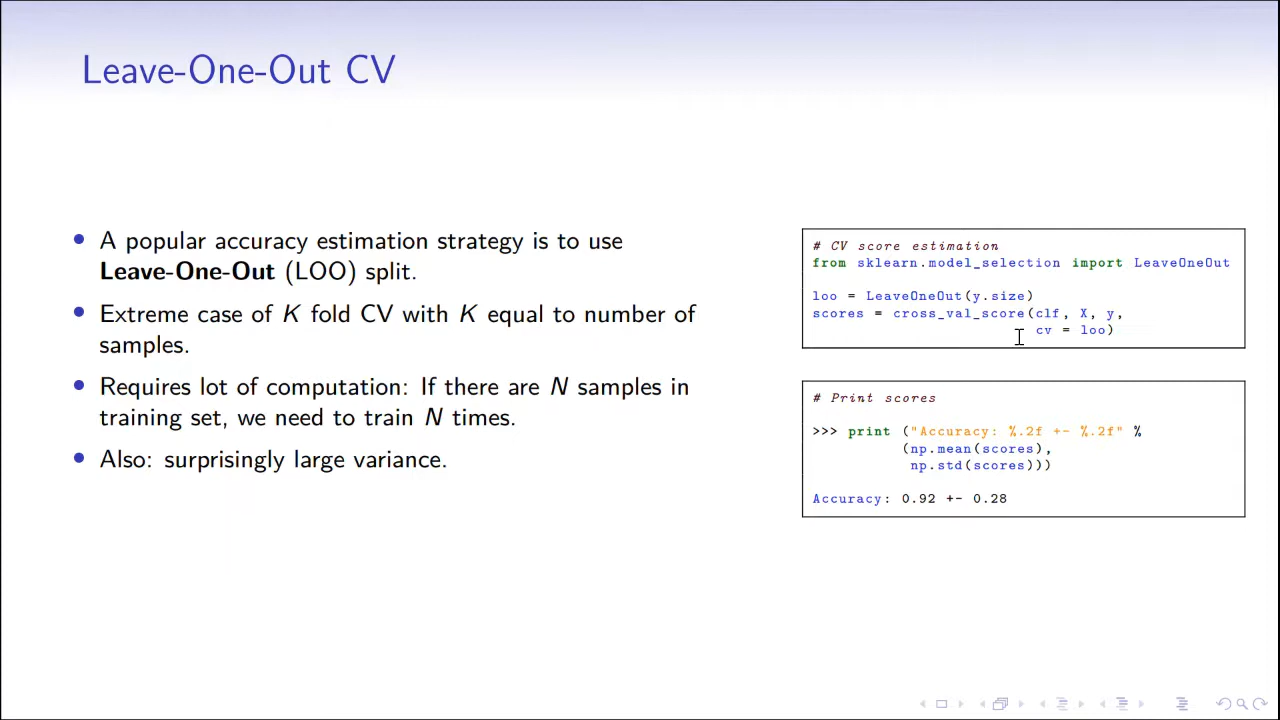 Leave-One-Out CV
• A popular accuracy estimation strategy is to use
Leave-One-Out (LOO) split.
• Extreme case of K fold CV with K equal to number of
samples.
• Requires lot of computation: If there are N samples in
training set, we need to train N times.
• Also: surprisingly large variance.
# CV score estimation
from sklearn.model_selection import LeaveOneOut
loo = LeaveOneOut(y.size)
scores = cross_val_score(clf, X, y,
cv = loo)
# Print scores
>>> print ("Accuracy: %.2f +- %.2f" %
(np.mean(scores),
np.std(scores)))
Accuracy: 0.92 +- 0.28